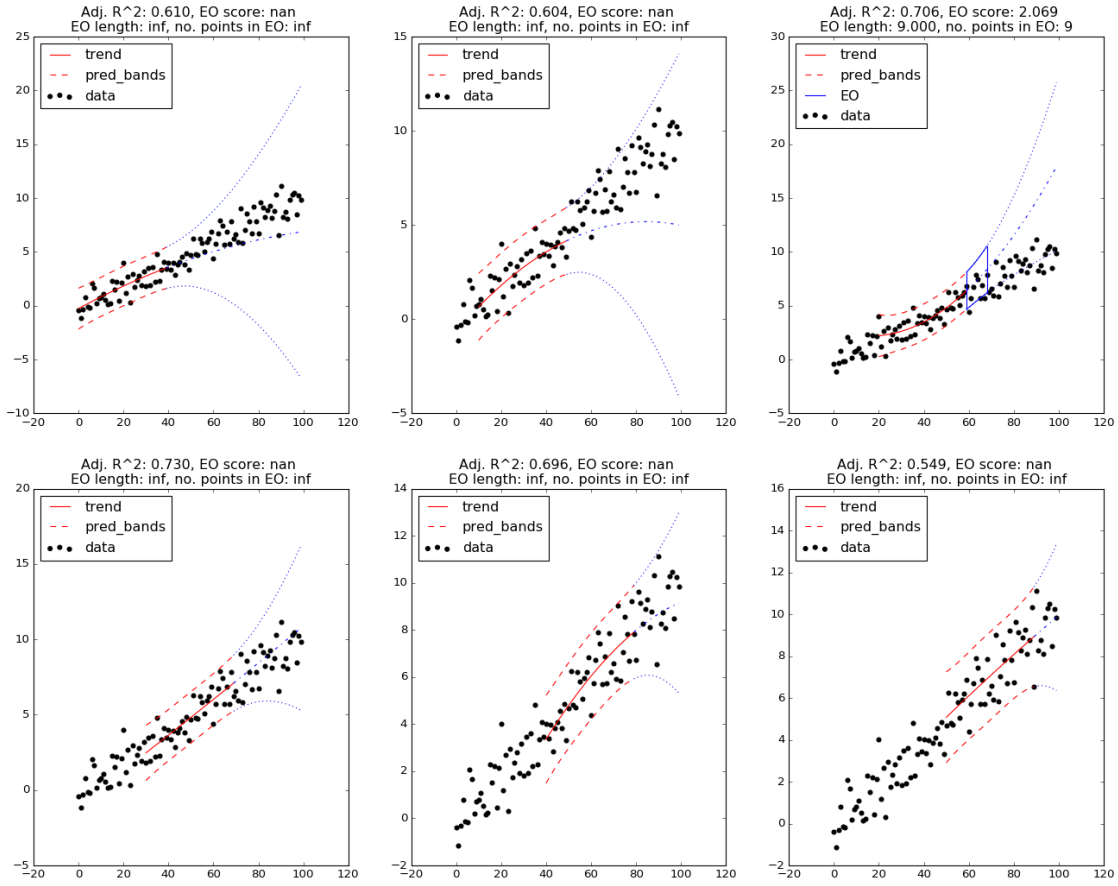 Adj. R^2: 0.610, EO score: nan
EO length: inf, no. points in EO: inf
25
20
15
10
5
0
−5
−10
−20 0 20 40 60 80 100 120
trend
pred_bands
data
Adj. R^2: 0.604, EO score: nan
EO length: inf, no. points in EO: inf
15
10
5
0
−5
−20 0 20 40 60 80 100 120
trend
pred_bands
data
Adj. R^2: 0.706, EO score: 2.069
EO length: 9.000, no. points in EO: 9
30
25
20
15
10
5
0
−5
−20 0 20 40 60 80 100 120
trend
pred_bands
EO
data
Adj. R^2: 0.730, EO score: nan
EO length: inf, no. points in EO: inf
20
15
10
5
0
−5
−20 0 20 40 60 80 100 120
trend
pred_bands
data
Adj. R^2: 0.696, EO score: nan
EO length: inf, no. points in EO: inf
14
12
10
8
6
4
2
0
−2
−20 0 20 40 60 80 100 120
trend
pred_bands
data
Adj. R^2: 0.549, EO score: nan
EO length: inf, no. points in EO: inf
16
14
12
10
8
6
4
2
0
−2
−20 0 20 40 60 80 100 120
trend
pred_bands
data